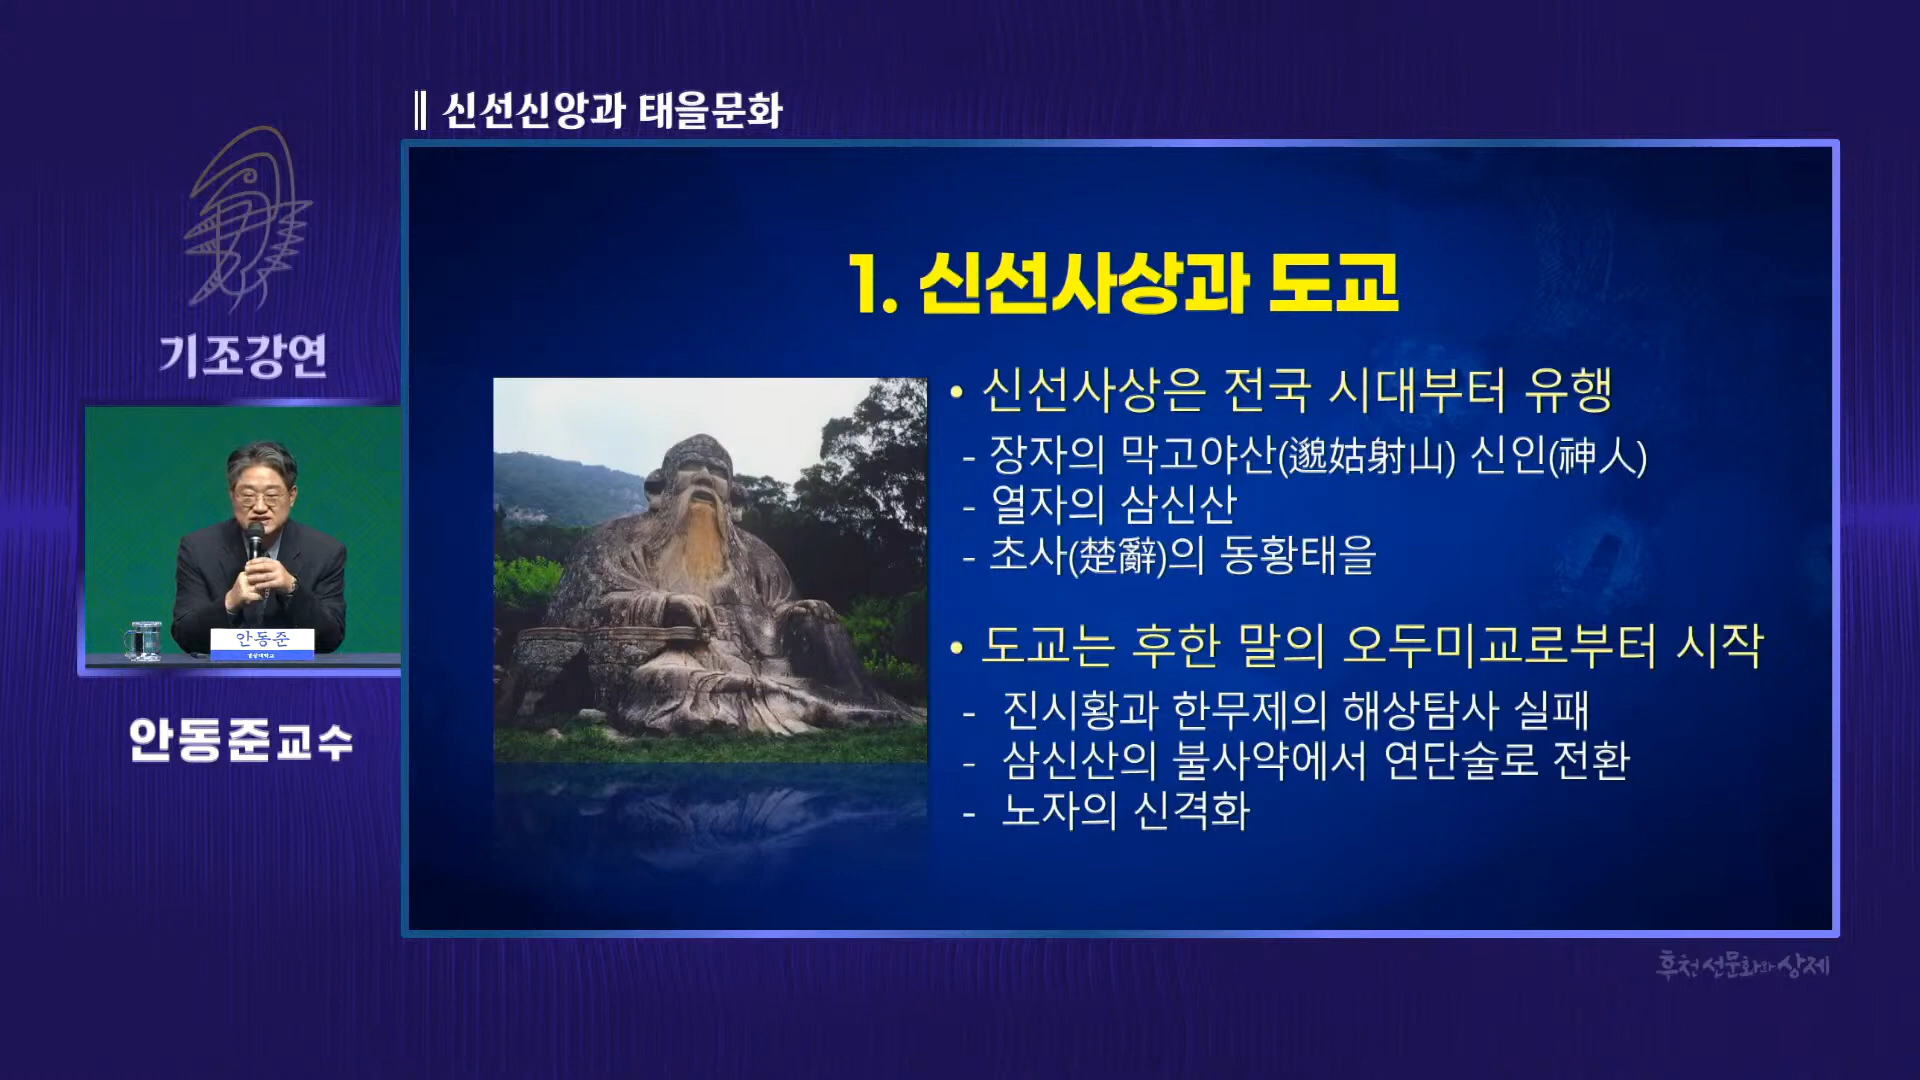 신선신앙과 태을문화
기조강연
안동준
경상대학교
안동준교수
1. 신선사상과 도교
• 신선사상은 전국 시대부터 유행
- 장자의 막고야산(邈姑射山) 신인(神人)
- 열자의 삼신산
- 초사(楚辭)의 동황태을
• 도교는 후한 말의 오두미교로부터 시작
- 진시황과 한무제의 해상탐사 실패
- 삼신산의 불사약에서 연단술로 전환
- 노자의 신격화
후천 선문화와 상제